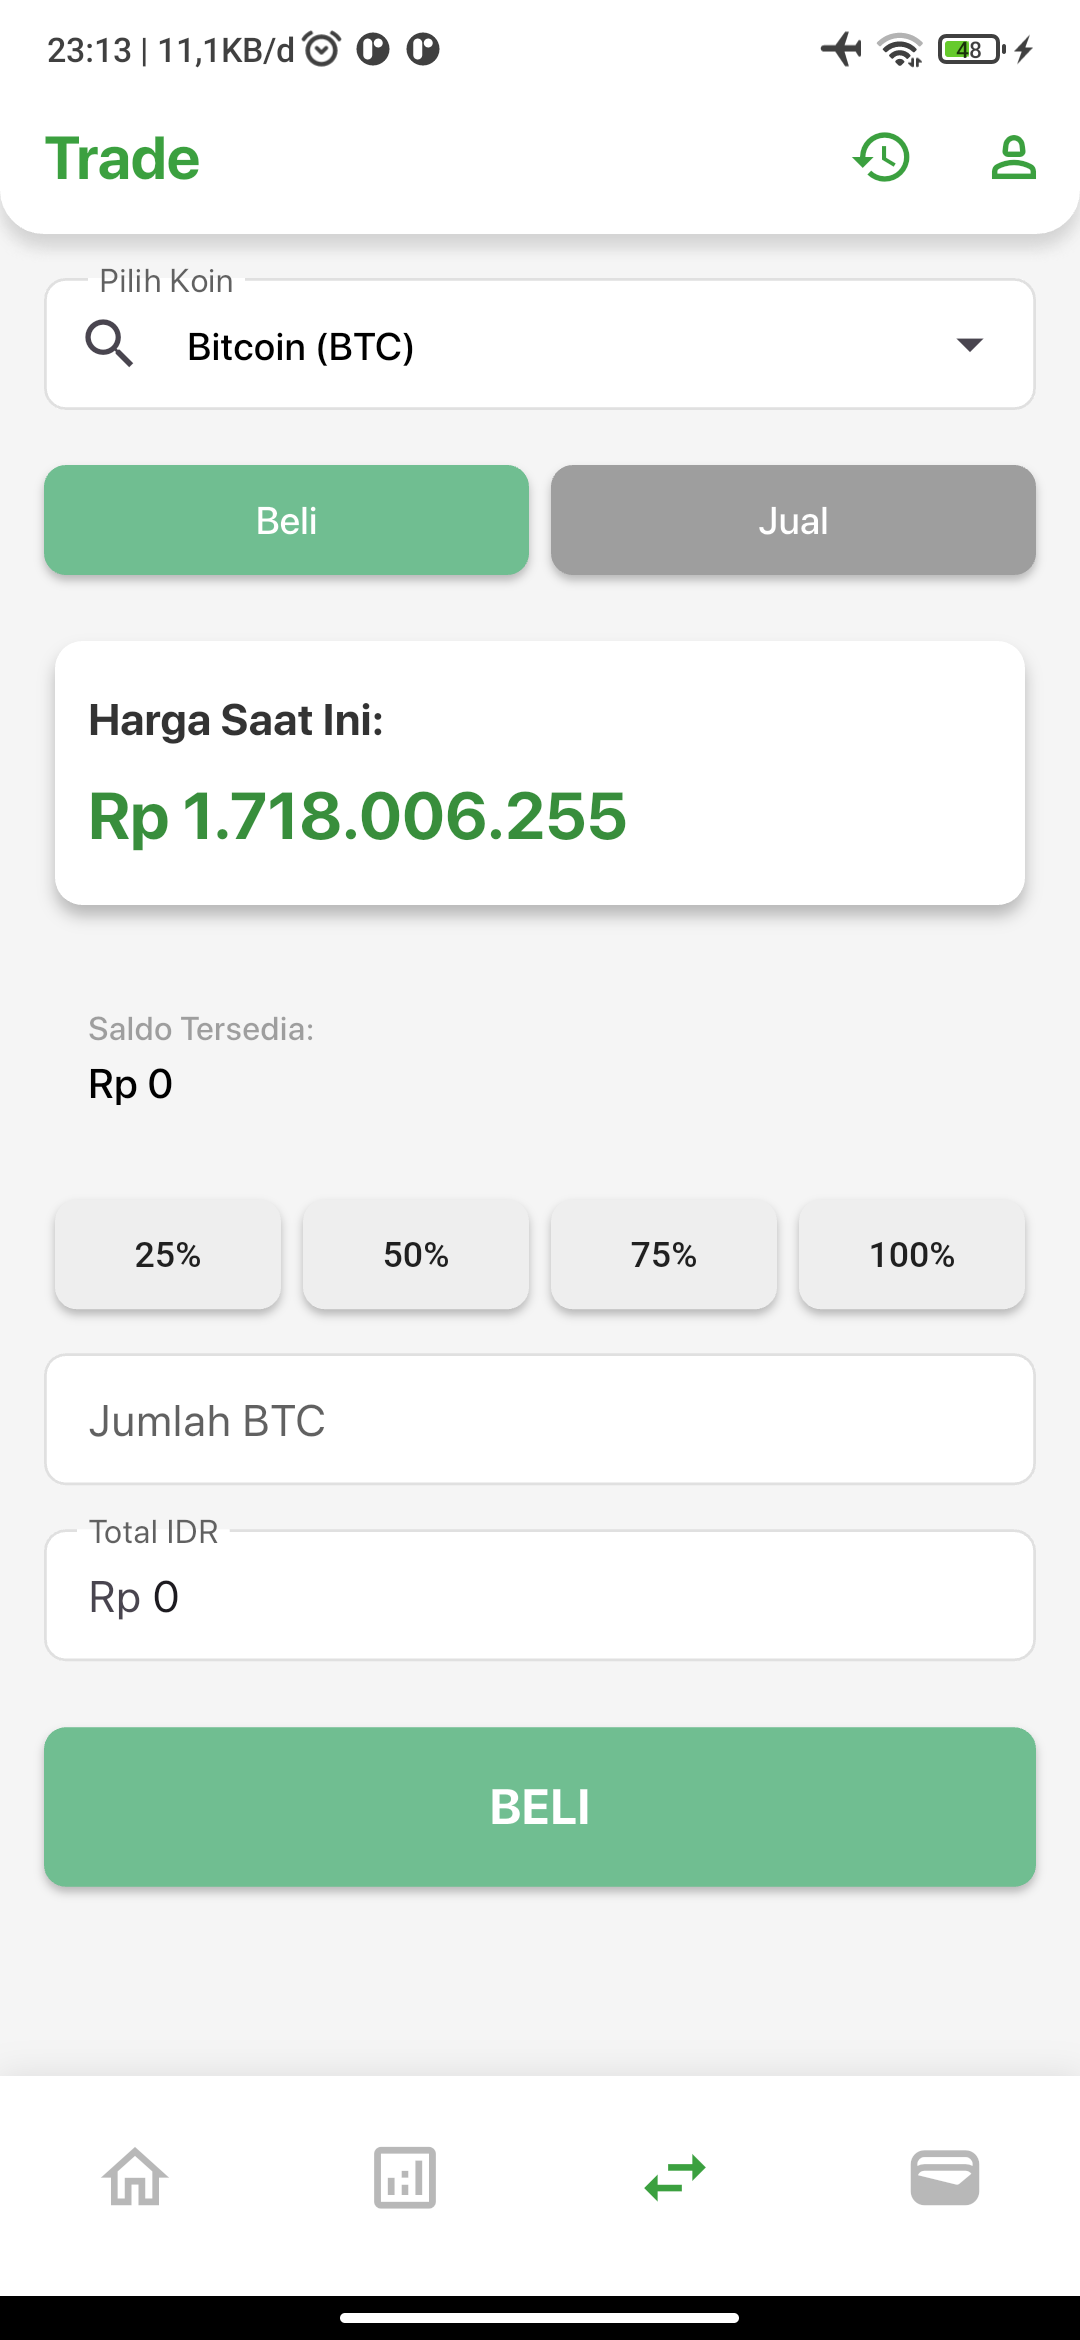 23:13 | 11,1KB/d
48
Trade
Pilih Koin
Bitcoin (BTC)
Beli
Jual
Harga Saat Ini:
Rp 1.718.006.255
Saldo Tersedia:
Rp 0
25%
50%
75%
100%
Jumlah BTC
Total IDR
Rp 0
BELI